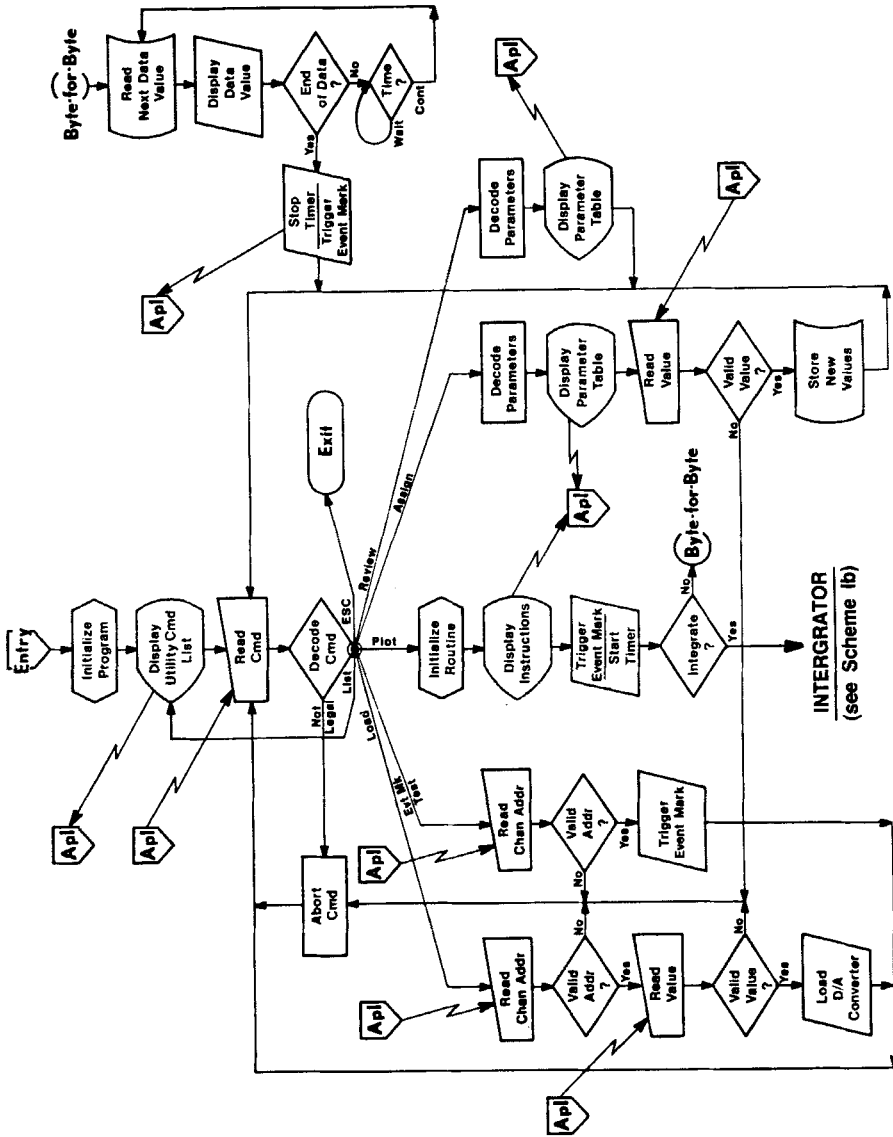 Entry
Initialize
Program
Display
Utility Cmd
List
Apl
Read
Cmd
Apl
Decode
Cmd
Not
Legal
List
ESC
Exit
Abort
Cmd
Load
Evt Mk
Test
Plot
Assign
Review
Apl
Read
Chan Addr
Valid
Addr
?
No
Yes
Apl
Read
Value
Valid
Value
?
No
Yes
Load
D/A
Converter
Apl
Read
Chan Addr
Valid
Addr
?
No
Yes
Trigger
Event Mark
Initialize
Routine
Display
Instructions
Apl
Trigger
Event Mark
Start
Timer
Integrate
?
No
Byte-for-Byte
Yes
INTERGRATOR
(see Scheme Ib)
Decode
Parameters
Display
Parameter
Table
Read
Value
Apl
Valid
Value
?
No
Yes
Store
New
Values
Decode
Parameters
Display
Parameter
Table
Apl
Byte-for-Byte
Read
Next Data
Value
Display
Data
Value
End
of Data
?
No
Yes
Time
?
Wait
Cont
Stop
Timer
Trigger
Event Mark
Apl